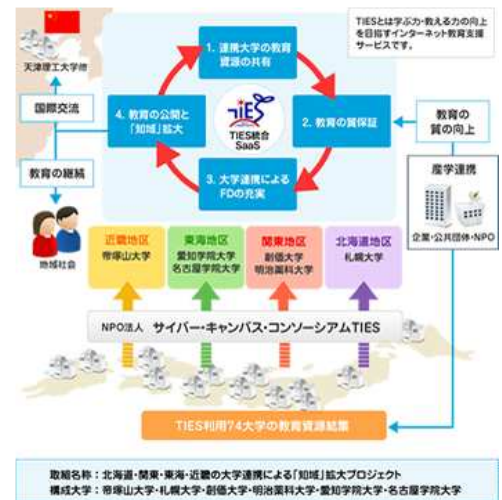 TIESとは学ぶ力・教える力の向上
を目指すインターネット教育支援
サービスです。
天津理工大学他
国際交流
教育の継続
地域社会
1. 連携大学の教育
資源の共有
4. 教育の公開と
「知域」拡大
TIES
TIES統合
SaaS
2. 教育の質保証
3. 大学連携による
FDの充実
教育の
質の向上
産学連携
企業・公共団体・NPO
近畿地区
帝塚山大学
東海地区
愛知学院大学
名古屋学院大学
関東地区
創価大学
明治薬科大学
北海道地区
札幌大学
NPO法人 サイバー・キャンパス・コンソーシアムTIES
TIES利用74大学の教育資源結集
取組名称：北海道・関東・東海・近畿の大学連携による「知域」拡大プロジェクト
構成大学：帝塚山大学・札幌大学・創価大学・明治薬科大学・愛知学院大学・名古屋学院大学